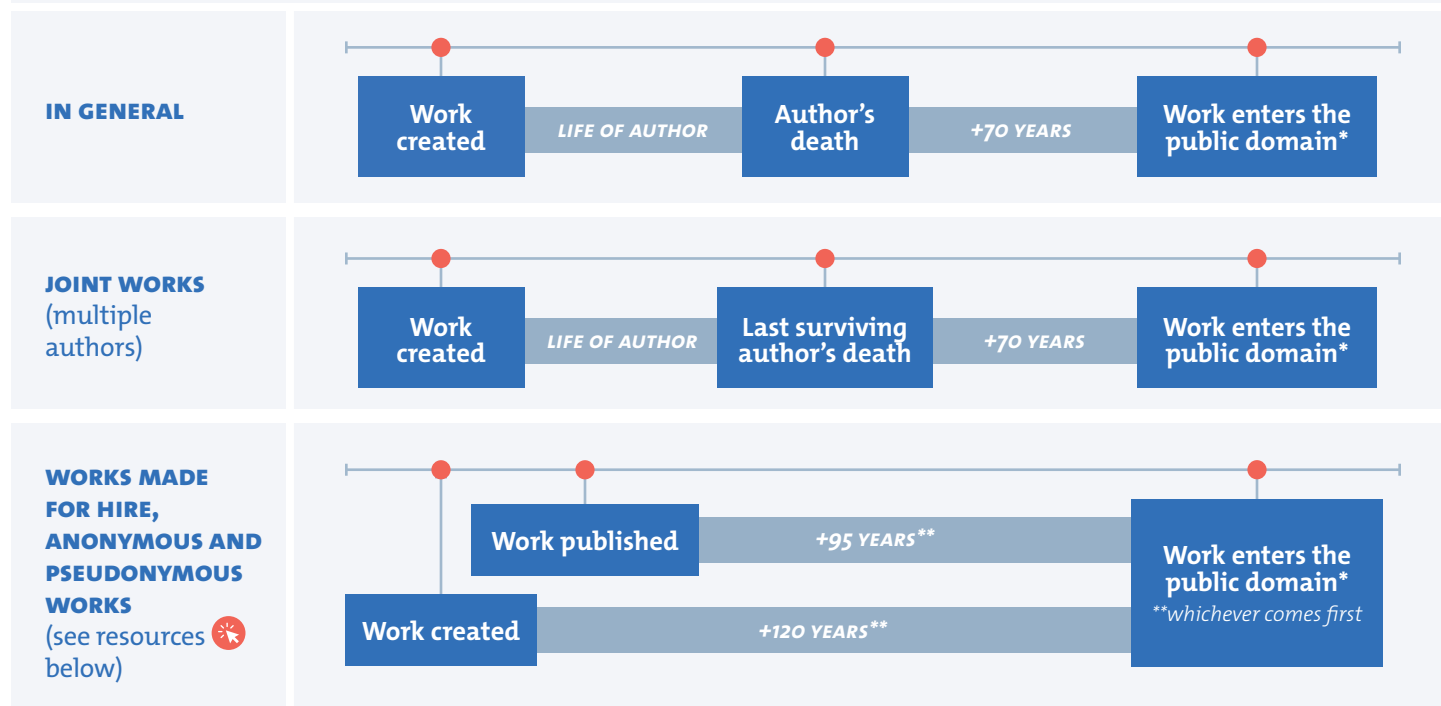 IN GENERAL
Work
created
LIFE OF AUTHOR
Author's
death
+70 YEARS
Work enters the
public domain*
JOINT WORKS
(multiple
authors)
Work
created
LIFE OF AUTHOR
Last surviving
author's death
+70 YEARS
Work enters the
public domain*
WORKS MADE
FOR HIRE,
ANONYMOUS AND
PSEUDONYMOUS
WORKS
(see resources
below)
Work published
+95 YEARS**
Work created
+120 YEARS**
Work enters the
public domain*
**whichever comes first